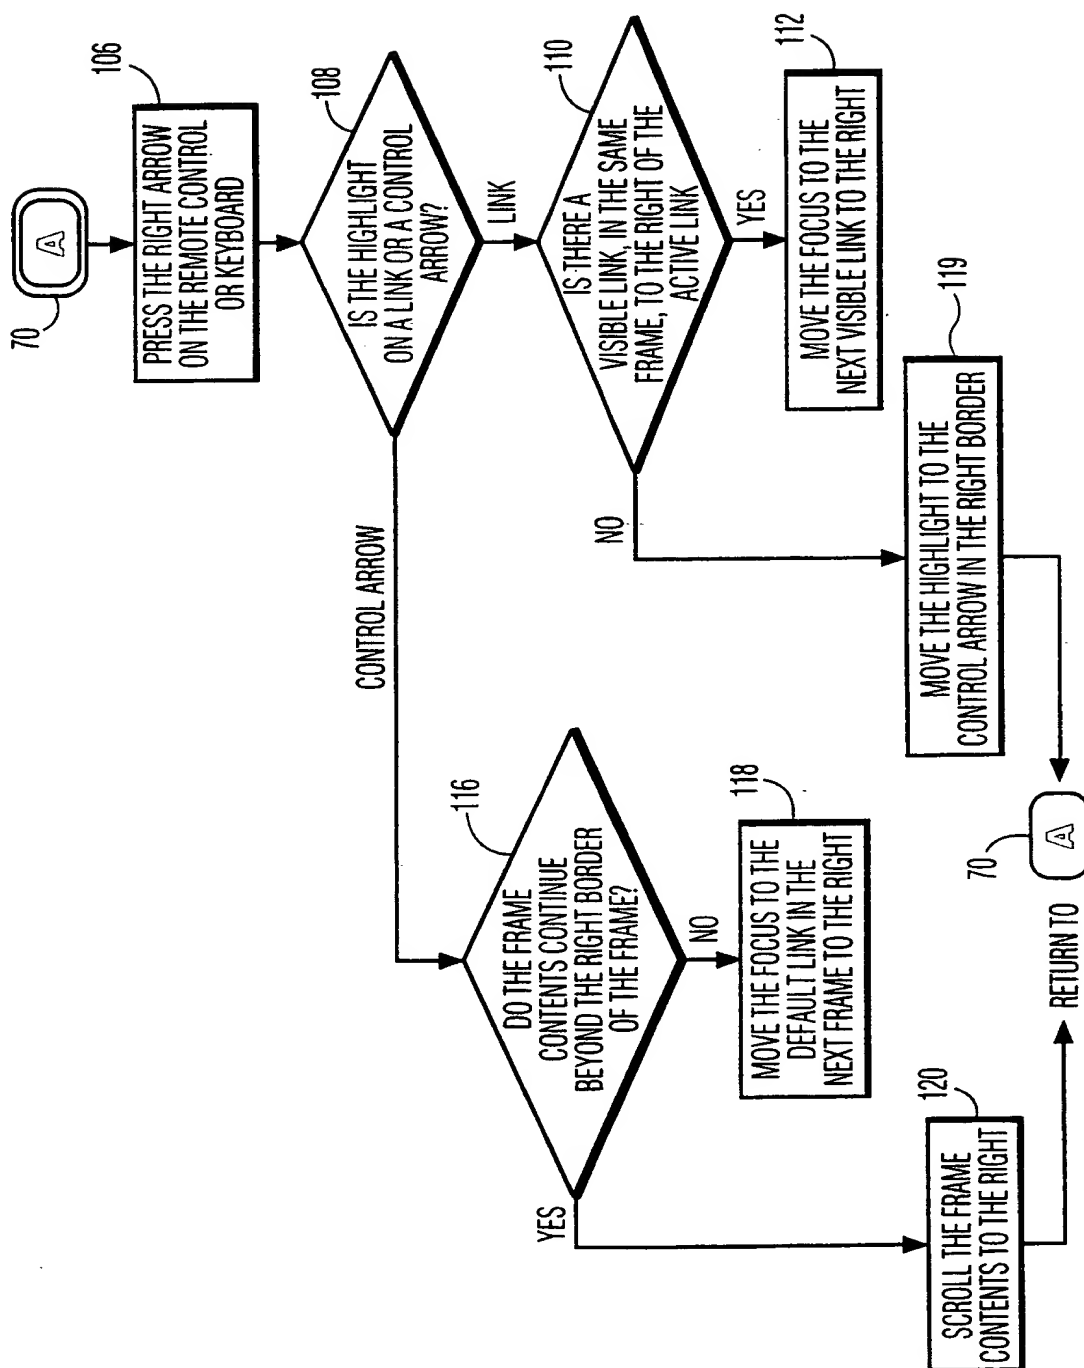 A
70
106
PRESS THE RIGHT ARROW
ON THE REMOTE CONTROL
OR KEYBOARD
108
IS THE HIGHLIGHT
ON A LINK OR A CONTROL
ARROW?
LINK
CONTROL ARROW
110
IS THERE A
VISIBLE LINK, IN THE SAME
FRAME, TO THE RIGHT OF THE
ACTIVE LINK
YES
NO
112
MOVE THE FOCUS TO THE
NEXT VISIBLE LINK TO THE RIGHT
119
MOVE THE HIGHLIGHT TO THE
CONTROL ARROW IN THE RIGHT BORDER
116
DO THE FRAME
CONTENTS CONTINUE
BEYOND THE RIGHT BORDER
OF THE FRAME?
NO
YES
118
MOVE THE FOCUS TO THE
DEFAULT LINK IN THE
NEXT FRAME TO THE RIGHT
120
SCROLL THE FRAME
CONTENTS TO THE RIGHT
RETURN TO
A
70